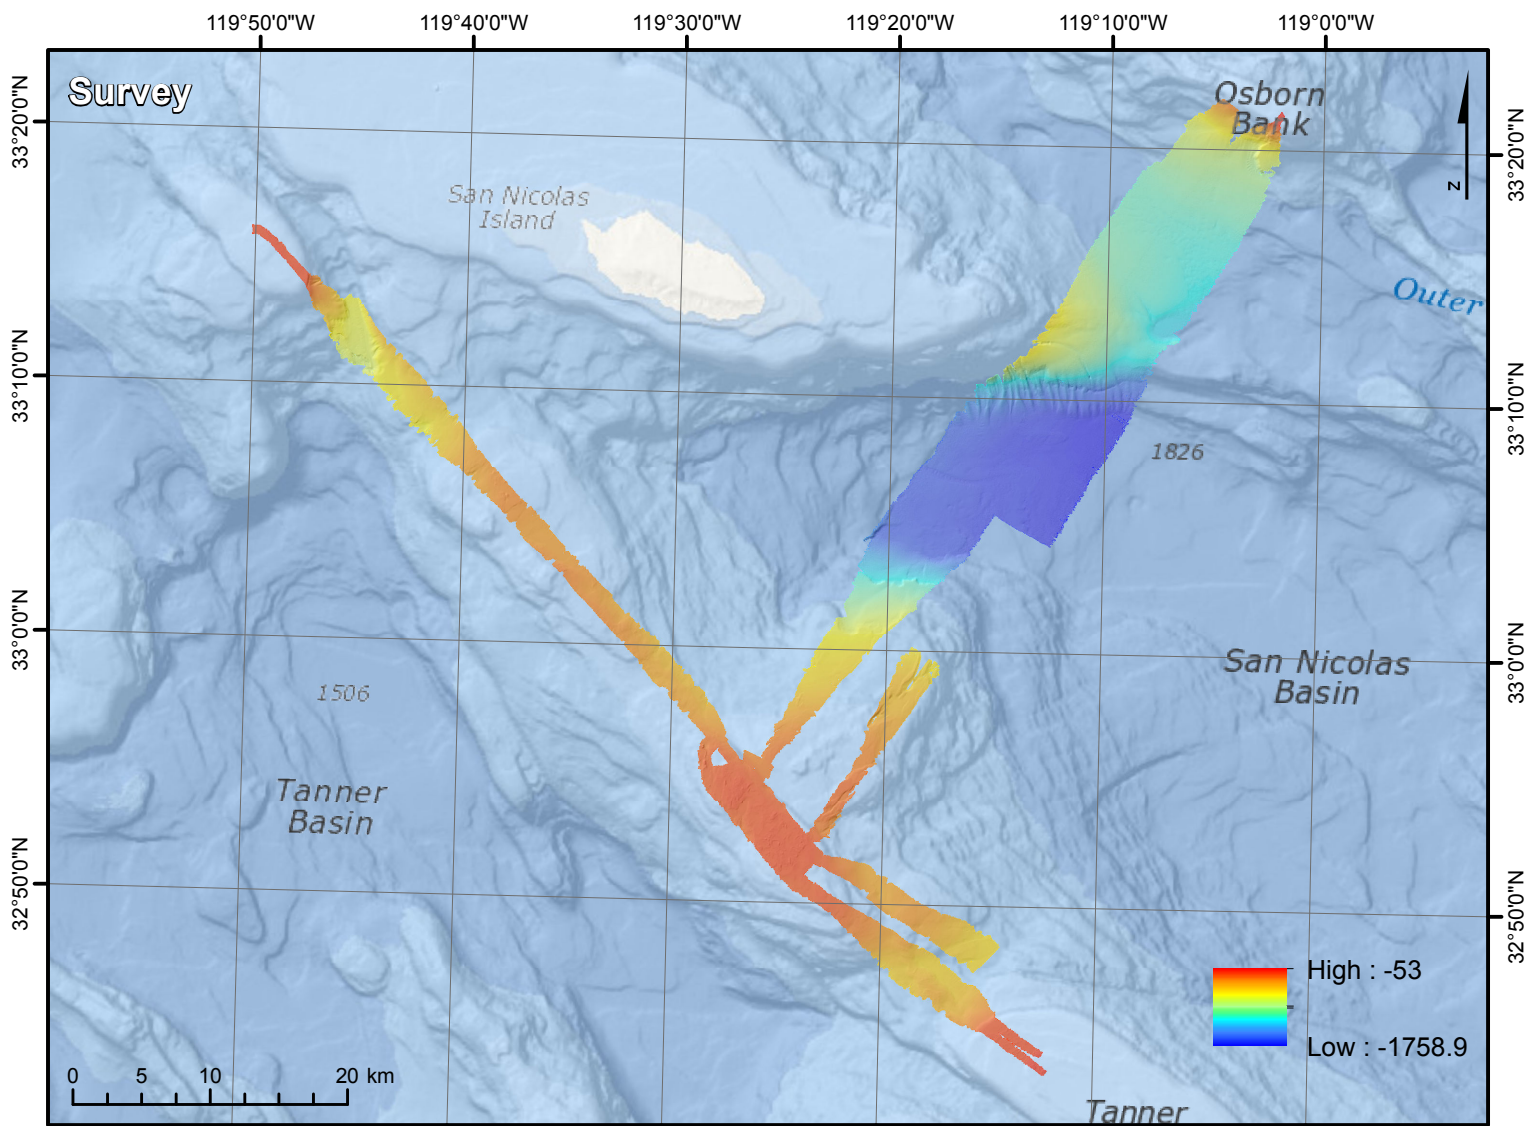 119°50'0"W 119°40'0"W 119°30'0"W 119°20'0"W 119°10'0"W 119°0'0"W
Survey
Osborn
Bank
33°20'0"N
33°20'0"N
z
San Nicolas
Island
Outer
33°10'0"N
33°10'0"N
1826
33°0'0"N
33°0'0"N
San Nicolas
Basin
1506
Tanner
Basin
32°50'0"N
32°50'0"N
High : -53
Low : -1758.9
0 5 10 20 km
Tanner